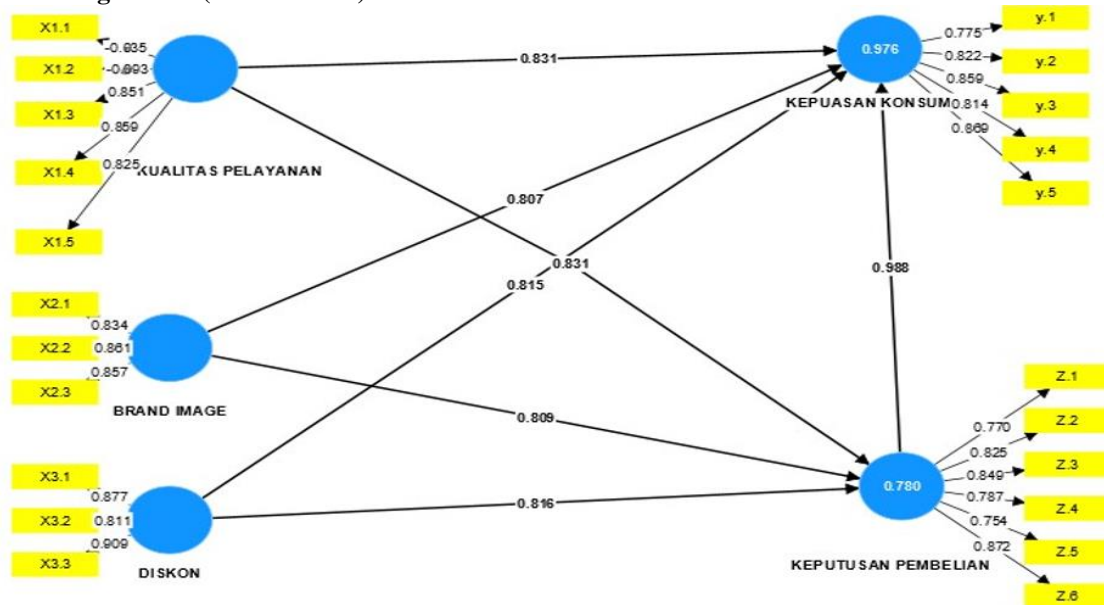 X1.1
X1.2
X1.3
X1.4
X1.5
0.851
0.859
0.825
KUALITAS PELAYANAN
X2.1
X2.2
X2.3
0.834
0.861
0.857
BRAND IMAGE
X3.1
X3.2
X3.3
0.877
0.811
0.909
DISKON
0.831
0.807
0.831
0.815
0.809
0.816
0.988
0.976
KEPUASAN KONSUM
0.775
0.822
0.859
0.814
0.869
y.1
y.2
y.3
y.4
y.5
0.780
KEPUTUSAN PEMBELIAN
0.770
0.825
0.849
0.787
0.754
0.872
Z.1
Z.2
Z.3
Z.4
Z.5
Z.6